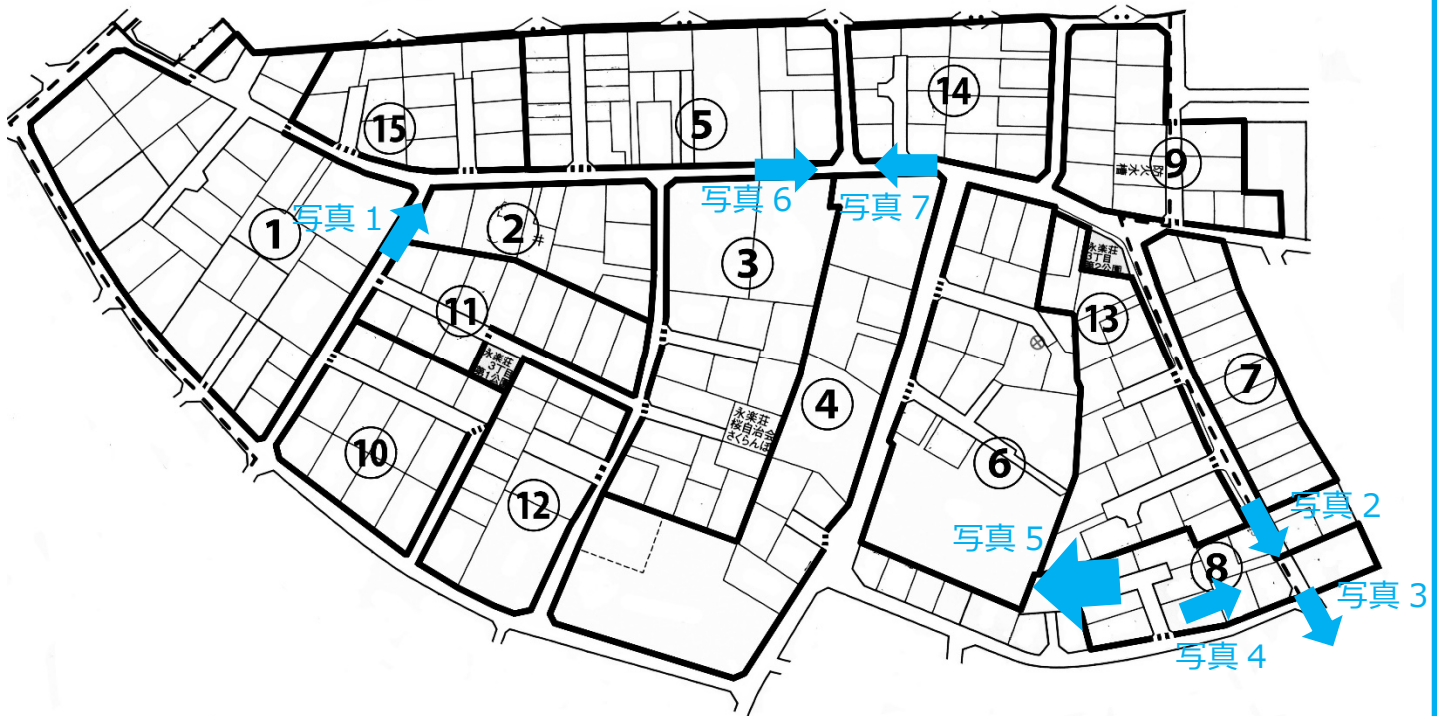 ⑮
⑤
⑭
⑨
防火水槽
写真6
写真7
写真1
①
②
井
③
永楽荘
3丁目
第2公園
⑬
⑪
永楽荘
3丁目
第1公園
⑦
④
永楽荘
桜自治会
さくらんぼ
⑩
⑥
⑫
写真2
写真5
⑧
写真3
写真4